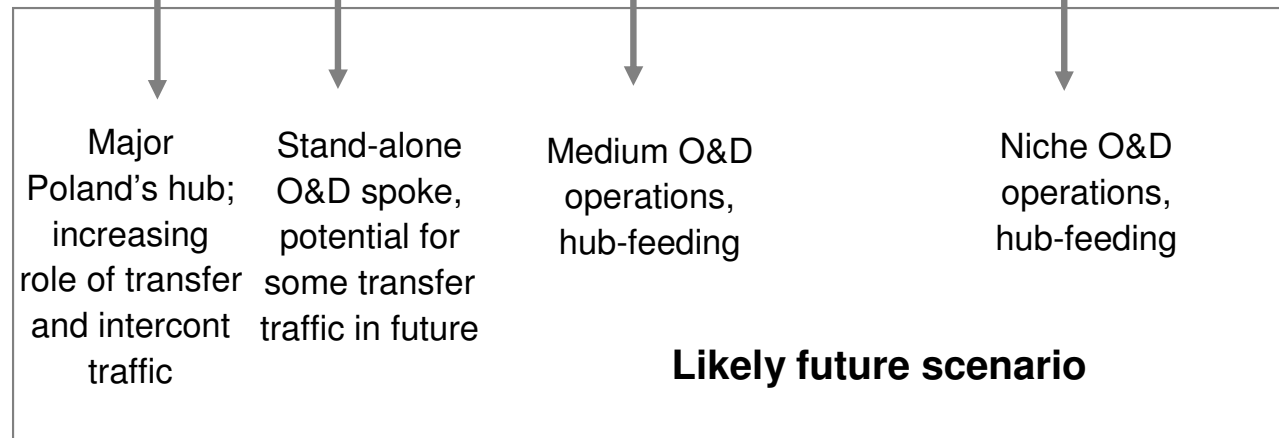 Major
Poland's hub;
increasing
role of transfer
and intercont
traffic
Stand-alone
O&D spoke,
potential for
some transfer
traffic in future
Medium O&D
operations,
hub-feeding
Niche O&D
operations,
hub-feeding
Likely future scenario